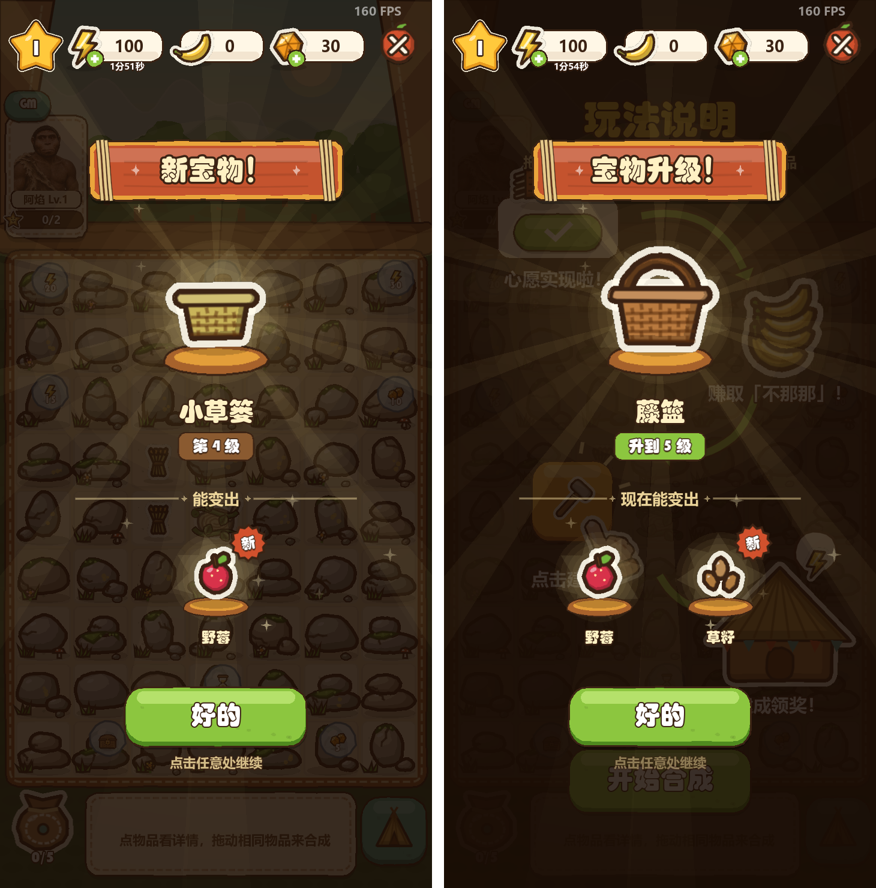 160 FPS
I
100
0
30
1分51秒
GM
新宝物!
阿焰 Lv.1
0/2
小草篓
第4级
能变出
新
野莓
好的
点击任意处继续
点物品看详情，拖动相同物品来合成
0/5
160 FPS
I
100
0
30
1分54秒
玩法说明
宝物升级!
心愿实现啦!
赚取「不那那」!
藤篮
升到5级
现在能变出
新
点击
野莓
草籽
成领奖!
好的
点击任意处继续
开始合成